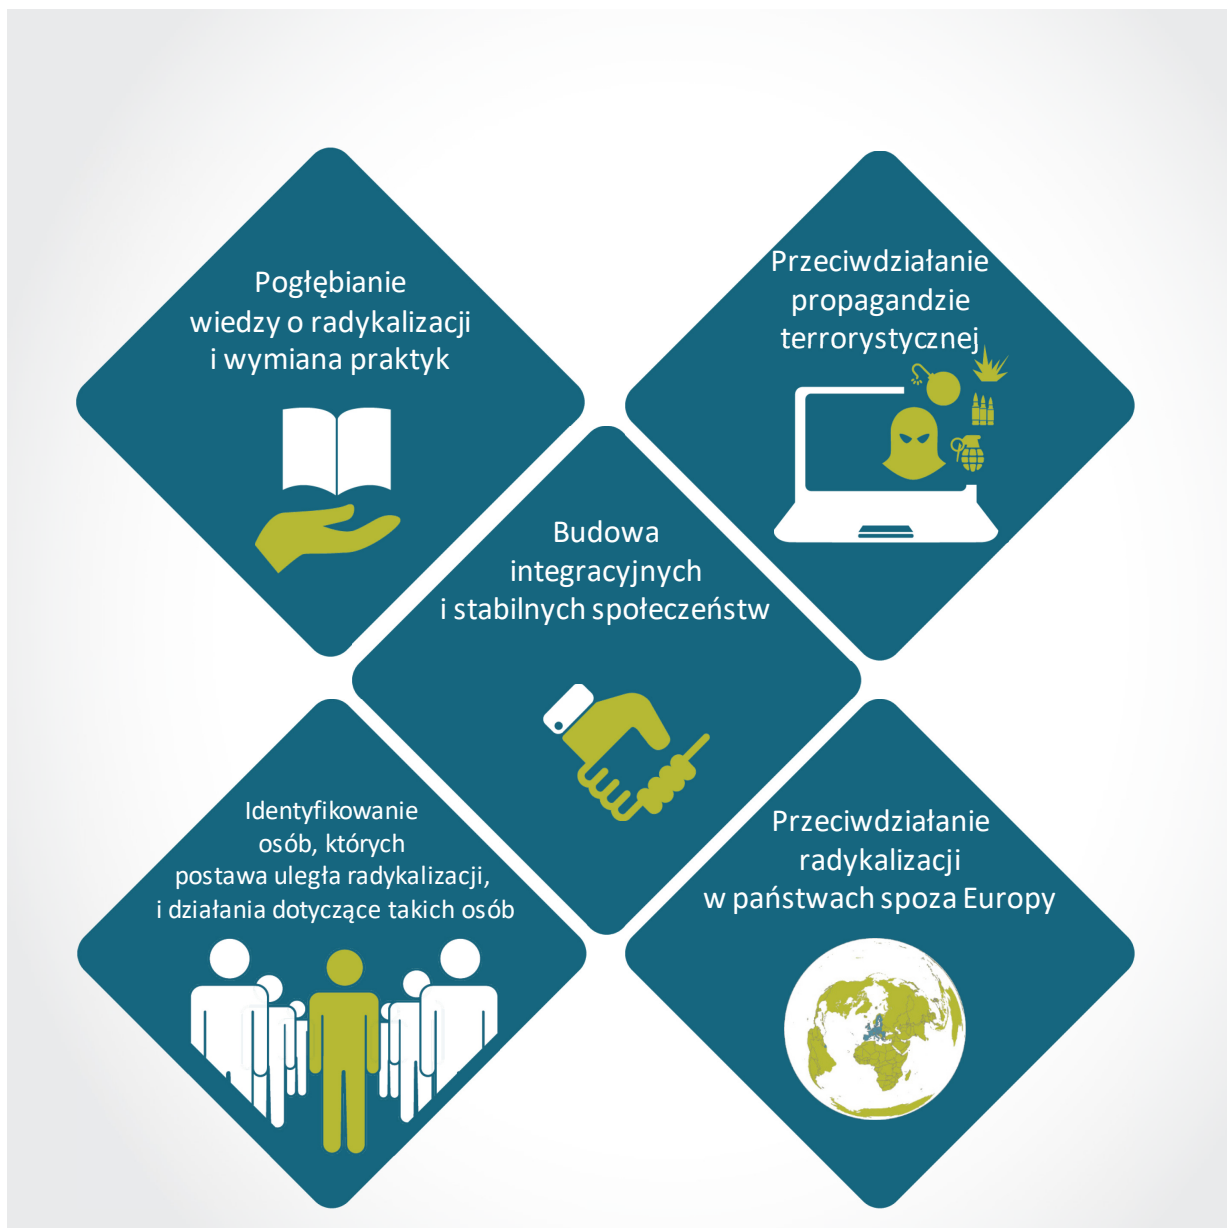 Pogłębianie
wiedzy o radykalizacji
i wymiana praktyk
Przeciwdziałanie
propagandzie
terrorystycznej
Budowa
integracyjnych
i stabilnych społeczeństw
Identyfikowanie
osób, których
postawa uległa radykalizacji,
i działania dotyczące takich osób
Przeciwdziałanie
radykalizacji
w państwach spoza Europy